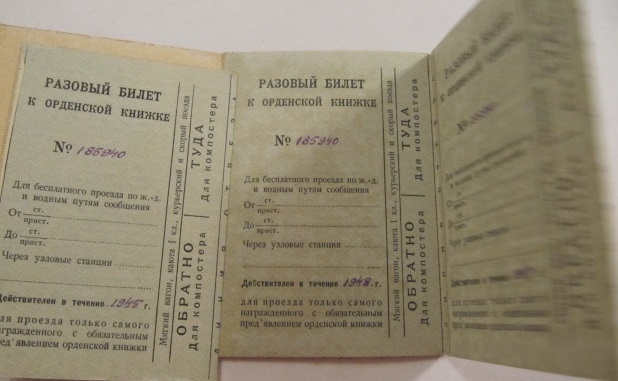 РАЗОВЫЙ БИЛЕТ
К ОРДЕНСКОЙ КНИЖКЕ
№ 185940
Для бесплатного проезда по ж.-д.
и водным путям сообщения
От ст.
прист.
До ст.
прист.
Через узловые станции
Действителен в течение 1945 г.
для проезда только самого
награжденного с обязательным
пред'явлением орденской книжки
Мягкий вагон, каюта I кл., курьерский и скорый поезда
ОБРАТНО
Для компостера
ТУДА
Для компостера
РАЗОВЫЙ БИЛЕТ
К ОРДЕНСКОЙ КНИЖКЕ
№ 185940
Для бесплатного проезда по ж.-д.
и водным путям сообщения
От ст.
прист.
До ст.
прист.
Через узловые станции
Действителен в течение 1948 г.
для проезда только самого
награжденного с обязательным
пред'явлением орденской книжки
Мягкий вагон, каюта I кл., курьерский и скорый поезда
ОБРАТНО
Для компостера
ТУДА
Для компостера
РАЗОВЫЙ БИЛЕТ